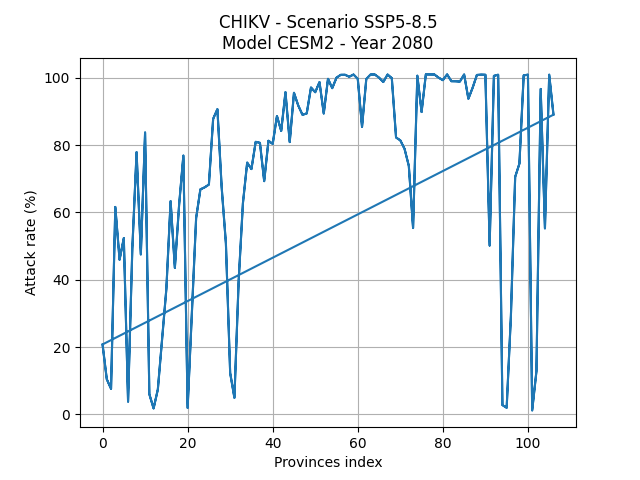 CHIKV - Scenario SSP5-8.5
Model CESM2 - Year 2080
Attack rate (%)
100
80
60
40
20
0
0 20 40 60 80 100
Provinces index